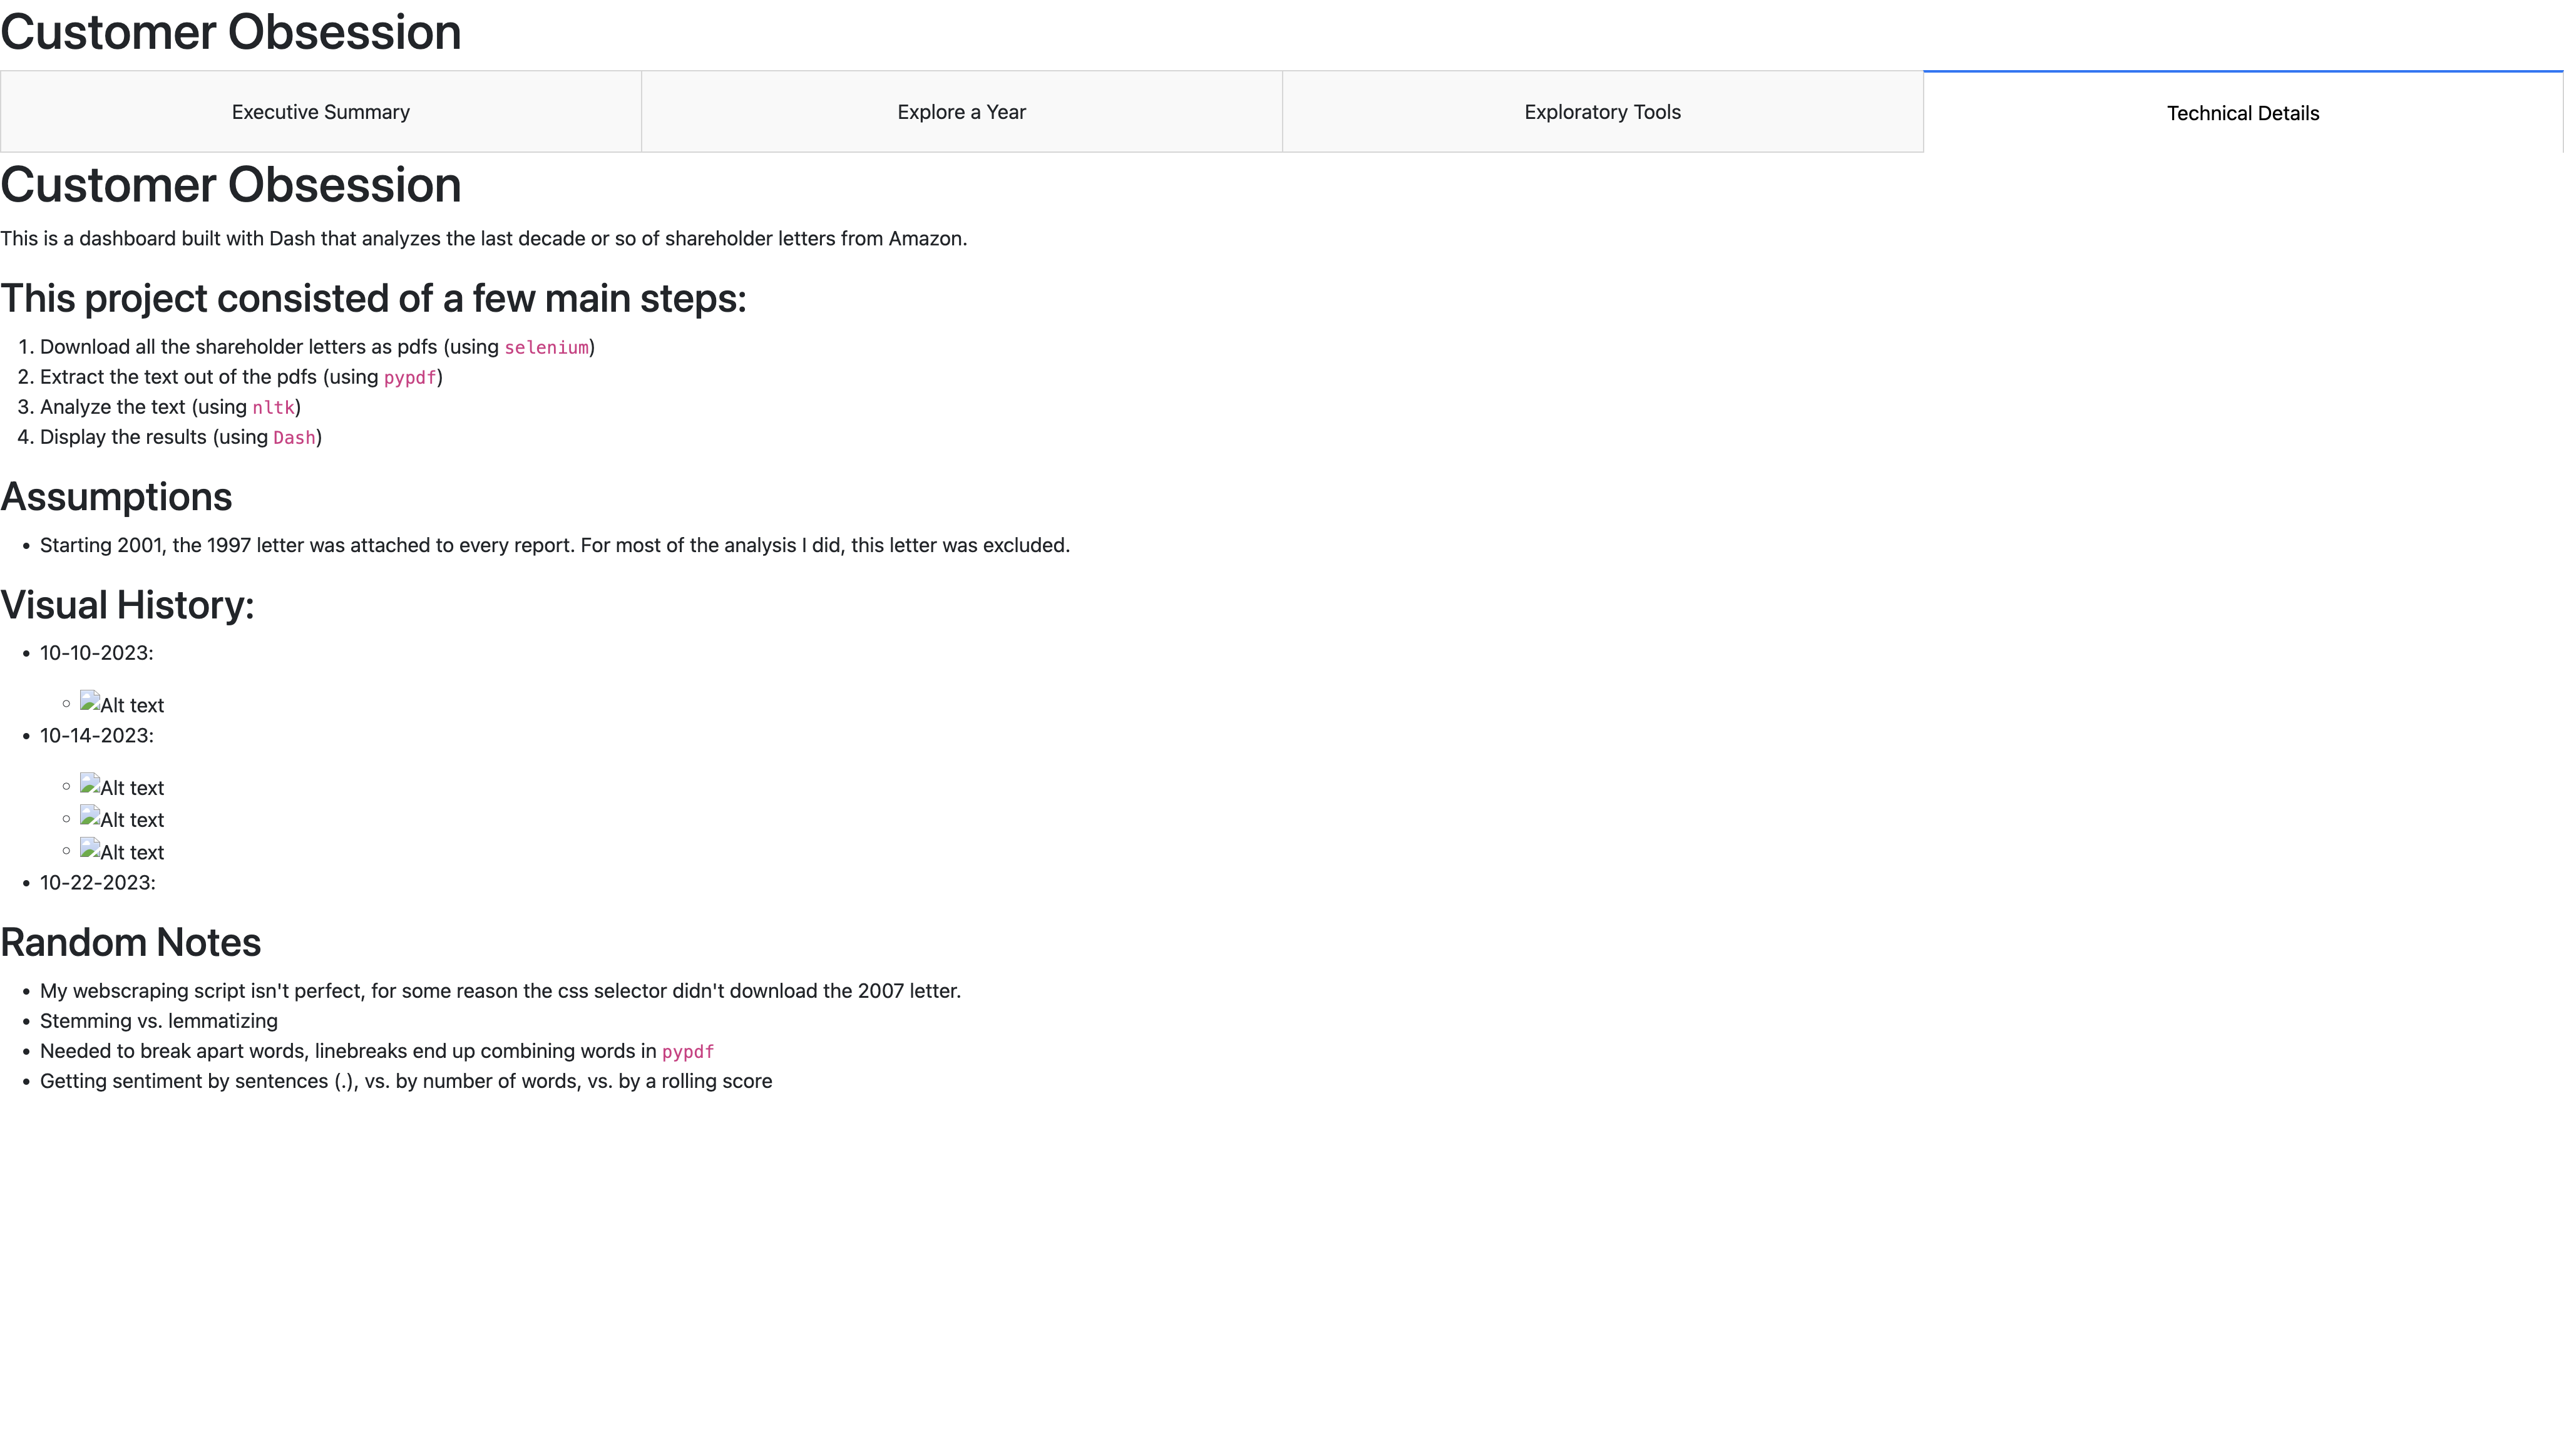 Customer Obsession
Executive Summary
Explore a Year
Exploratory Tools
Technical Details
Customer Obsession
This is a dashboard built with Dash that analyzes the last decade or so of shareholder letters from Amazon.
This project consisted of a few main steps:
1. Download all the shareholder letters as pdfs (using selenium)
2. Extract the text out of the pdfs (using pypdf)
3. Analyze the text (using nltk)
4. Display the results (using Dash)
Assumptions
• Starting 2001, the 1997 letter was attached to every report. For most of the analysis I did, this letter was excluded.
Visual History:
• 10-10-2023:
◦ Alt text
• 10-14-2023:
◦ Alt text
◦ Alt text
◦ Alt text
• 10-22-2023:
Random Notes
• My webscraping script isn't perfect, for some reason the css selector didn't download the 2007 letter.
• Stemming vs. lemmatizing
• Needed to break apart words, linebreaks end up combining words in pypdf
• Getting sentiment by sentences (.), vs. by number of words, vs. by a rolling score